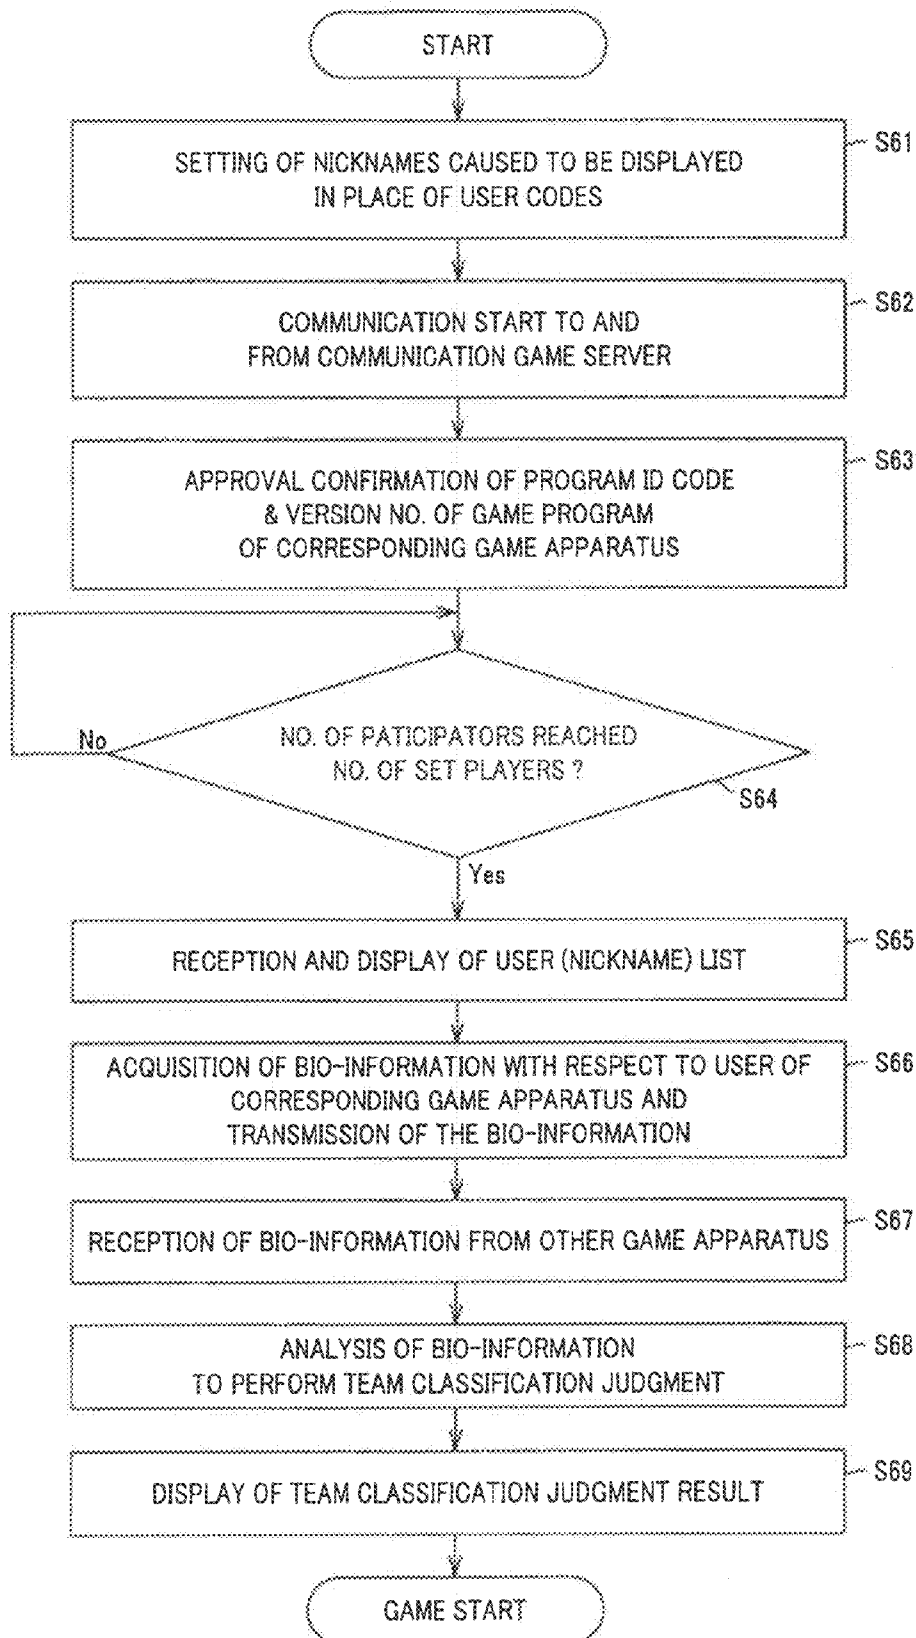 START
S61
SETTING OF NICKNAMES CAUSED TO BE DISPLAYED
IN PLACE OF USER CODES
S62
COMMUNICATION START TO AND
FROM COMMUNICATION GAME SERVER
S63
APPROVAL CONFIRMATION OF PROGRAM ID CODE
& VERSION NO. OF GAME PROGRAM
OF CORRESPONDING GAME APPARATUS
No
NO. OF PATICIPATORS REACHED
NO. OF SET PLAYERS ?
S64
Yes
S65
RECEPTION AND DISPLAY OF USER (NICKNAME) LIST
S66
ACQUISITION OF BIO-INFORMATION WITH RESPECT TO USER OF
CORRESPONDING GAME APPARATUS AND
TRANSMISSION OF THE BIO-INFORMATION
S67
RECEPTION OF BIO-INFORMATION FROM OTHER GAME APPARATUS
S68
ANALYSIS OF BIO-INFORMATION
TO PERFORM TEAM CLASSIFICATION JUDGMENT
S69
DISPLAY OF TEAM CLASSIFICATION JUDGMENT RESULT
GAME START